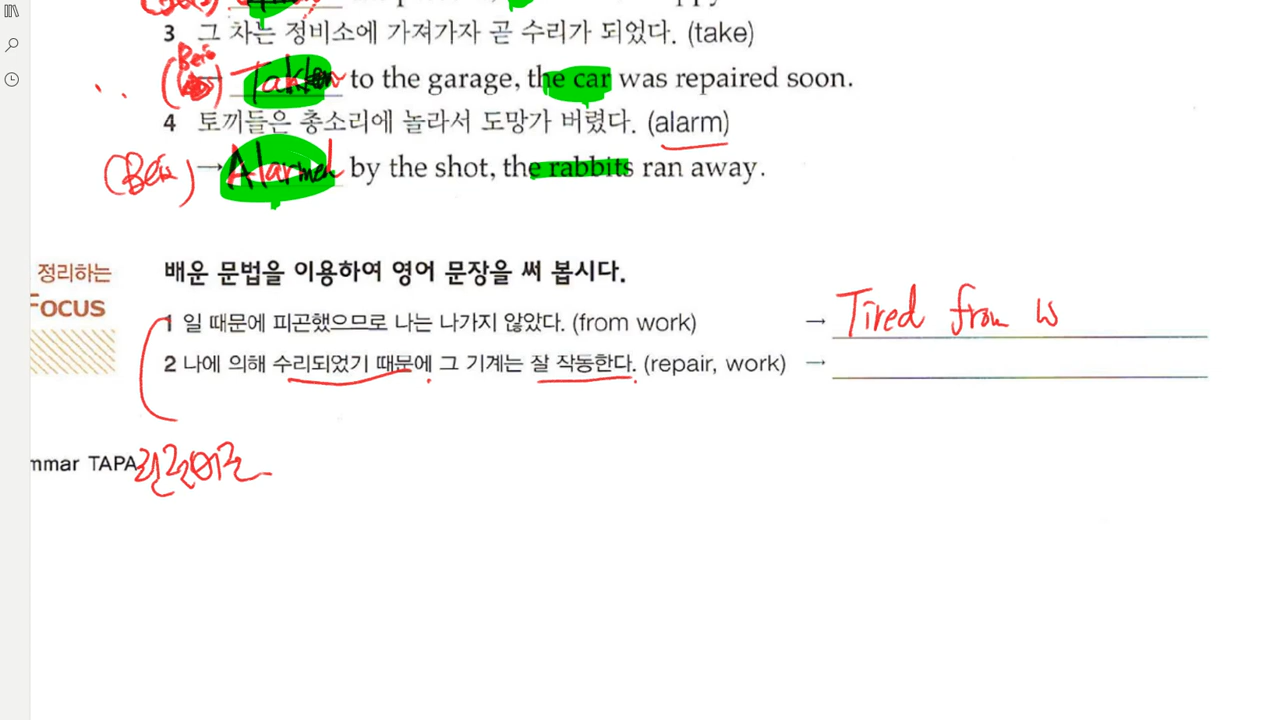 3 그 차는 정비소에 가져가자 곧 수리가 되었다. (take)
Taken to the garage, the car was repaired soon.
4 토끼들은 총소리에 놀라서 도망가 버렸다. (alarm)
→ Alarmed by the shot, the rabbits ran away.
정리하는
FOCUS
배운 문법을 이용하여 영어 문장을 써 봅시다.
1 일 때문에 피곤했으므로 나는 나가지 않았다. (from work) → Tired from w
2 나에 의해 수리되었기 때문에 그 기계는 잘 작동한다. (repair, work) →
mmar TAPA